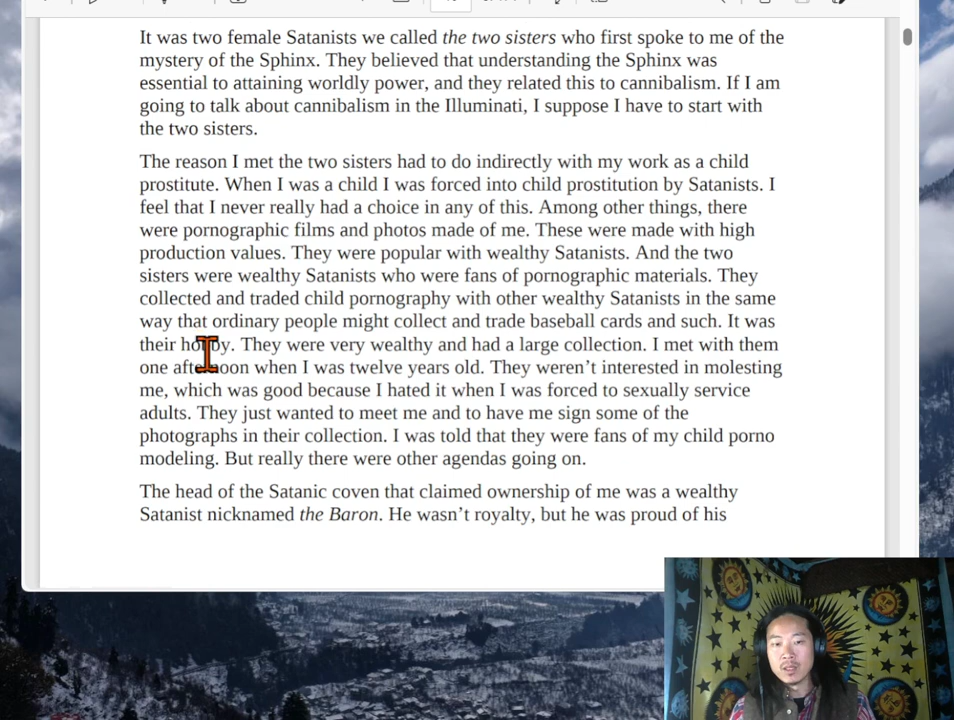 It was two female Satanists we called the two sisters who first spoke to me of the
mystery of the Sphinx. They believed that understanding the Sphinx was
essential to attaining worldly power, and they related this to cannibalism. If I am
going to talk about cannibalism in the Illuminati, I suppose I have to start with
the two sisters.
The reason I met the two sisters had to do indirectly with my work as a child
prostitute. When I was a child I was forced into child prostitution by Satanists. I
feel that I never really had a choice in any of this. Among other things, there
were pornographic films and photos made of me. These were made with high
production values. They were popular with wealthy Satanists. And the two
sisters were wealthy Satanists who were fans of pornographic materials. They
collected and traded child pornography with other wealthy Satanists in the same
way that ordinary people might collect and trade baseball cards and such. It was
their hobby. They were very wealthy and had a large collection. I met with them
one afternoon when I was twelve years old. They weren’t interested in molesting
me, which was good because I hated it when I was forced to sexually service
adults. They just wanted to meet me and to have me sign some of the
photographs in their collection. I was told that they were fans of my child porno
modeling. But really there were other agendas going on.
The head of the Satanic coven that claimed ownership of me was a wealthy
Satanist nicknamed the Baron. He wasn’t royalty, but he was proud of his